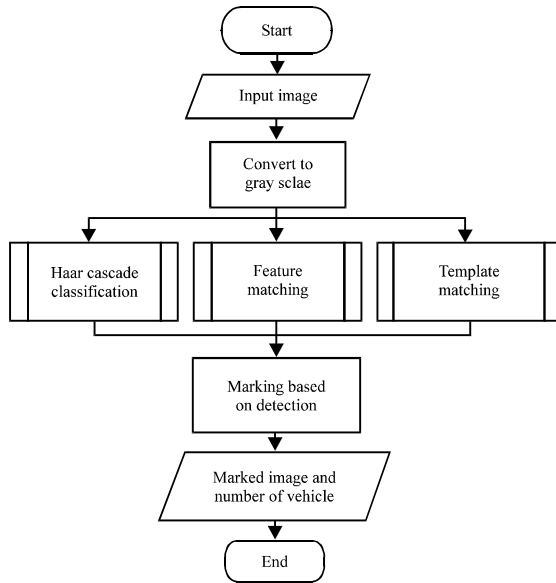 Start
Input image
Convert to
gray sclae
Haar cascade
classification
Feature
matching
Template
matching
Marking based
on detection
Marked image and
number of vehicle
End